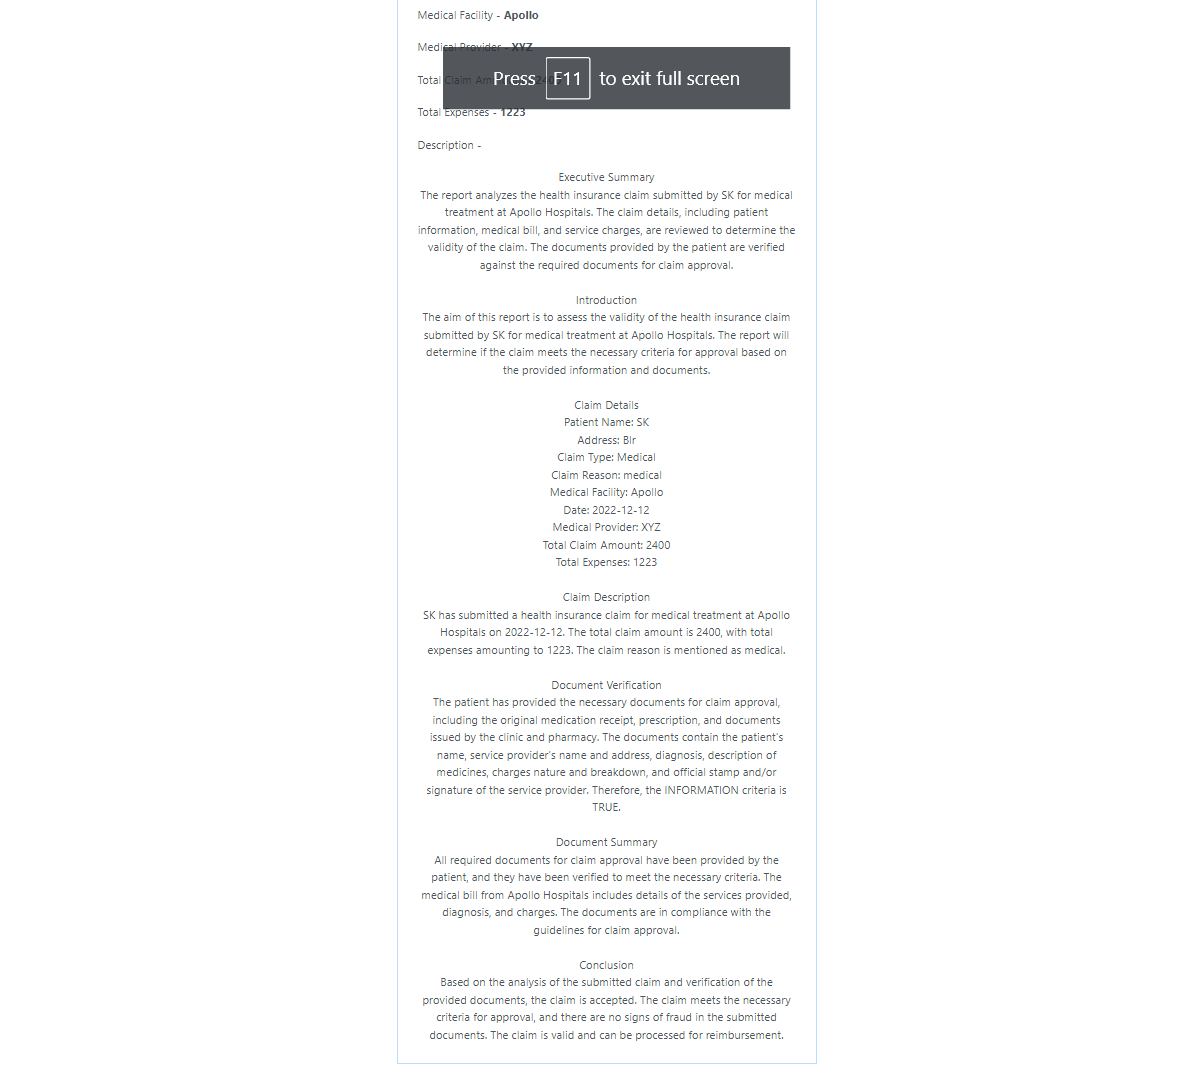 Medical Facility - Apollo
Medical Provider - XYZ
Press F11 to exit full screen
Total Claim Am 240
Total Expenses - 1223
Description -
Executive Summary
The report analyzes the health insurance claim submitted by SK for medical
treatment at Apollo Hospitals. The claim details, including patient
information, medical bill, and service charges, are reviewed to determine the
validity of the claim. The documents provided by the patient are verified
against the required documents for claim approval.
Introduction
The aim of this report is to assess the validity of the health insurance claim
submitted by SK for medical treatment at Apollo Hospitals. The report will
determine if the claim meets the necessary criteria for approval based on
the provided information and documents.
Claim Details
Patient Name: SK
Address: Blr
Claim Type: Medical
Claim Reason: medical
Medical Facility: Apollo
Date: 2022-12-12
Medical Provider: XYZ
Total Claim Amount: 2400
Total Expenses: 1223
Claim Description
SK has submitted a health insurance claim for medical treatment at Apollo
Hospitals on 2022-12-12. The total claim amount is 2400, with total
expenses amounting to 1223. The claim reason is mentioned as medical.
Document Verification
The patient has provided the necessary documents for claim approval,
including the original medication receipt, prescription, and documents
issued by the clinic and pharmacy. The documents contain the patient's
name, service provider's name and address, diagnosis, description of
medicines, charges nature and breakdown, and official stamp and/or
signature of the service provider. Therefore, the INFORMATION criteria is
TRUE.
Document Summary
All required documents for claim approval have been provided by the
patient, and they have been verified to meet the necessary criteria. The
medical bill from Apollo Hospitals includes details of the services provided,
diagnosis, and charges. The documents are in compliance with the
guidelines for claim approval.
Conclusion
Based on the analysis of the submitted claim and verification of the
provided documents, the claim is accepted. The claim meets the necessary
criteria for approval, and there are no signs of fraud in the submitted
documents. The claim is valid and can be processed for reimbursement.